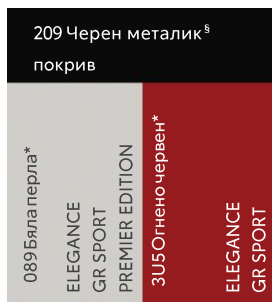 209 Черен металик§
покрив
089 Бяла перла*
ELEGANCE
GR SPORT
PREMIER EDITION
3U5 Огнено червен*
ELEGANCE
GR SPORT